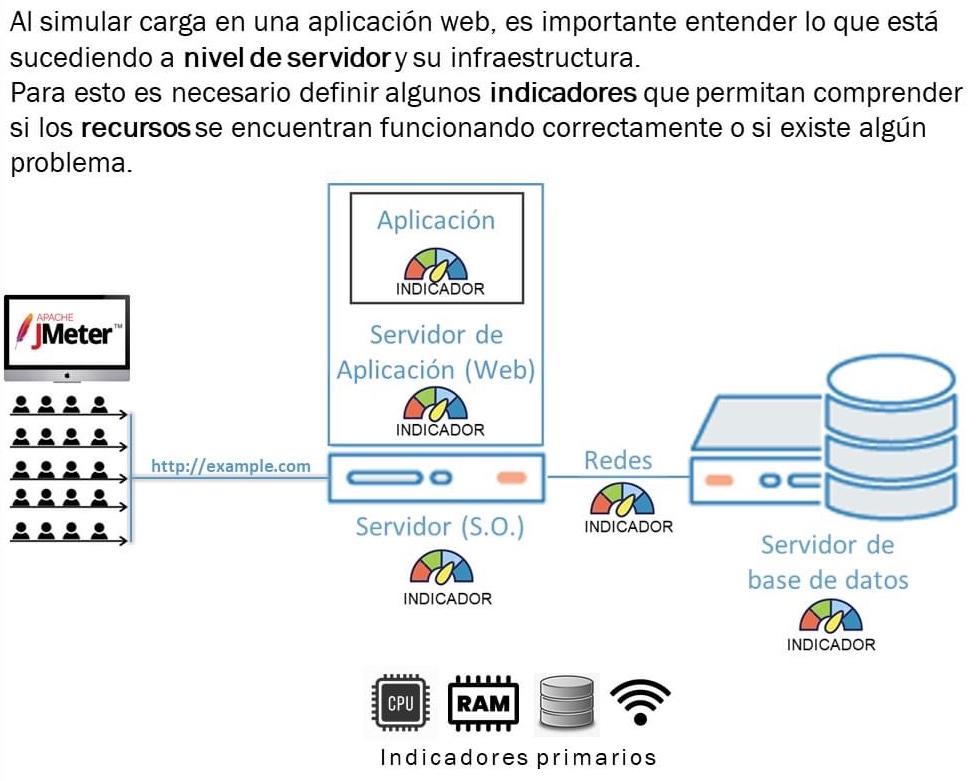 Al simular carga en una aplicación web, es importante entender lo que está
sucediendo a nivel de servidor y su infraestructura.
Para esto es necesario definir algunos indicadores que permitan comprender
si los recursos se encuentran funcionando correctamente o si existe algún
problema.
Aplicación
INDICADOR
APACHE
JMeter™
Servidor de
Aplicación (Web)
INDICADOR
http://example.com
Redes
INDICADOR
Servidor (S.O.)
INDICADOR
Servidor de
base de datos
INDICADOR
CPU
RAM
Indicadores primarios